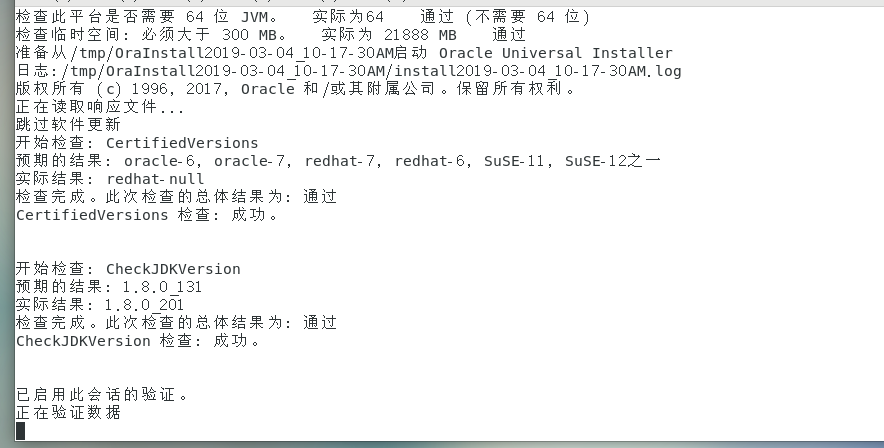 检查此平台是否需要 64 位 JVM。 实际为64 通过 (不需要 64 位)
检查临时空间: 必须大于 300 MB。 实际为 21888 MB 通过
准备从/tmp/OraInstall2019-03-04_10-17-30AM启动 Oracle Universal Installer
日志:/tmp/OraInstall2019-03-04_10-17-30AM/install2019-03-04_10-17-30AM.log
版权所有 (c) 1996, 2017, Oracle 和/或其附属公司。保留所有权利。
正在读取响应文件...
跳过软件更新
开始检查: CertifiedVersions
预期的结果: oracle-6, oracle-7, redhat-7, redhat-6, SuSE-11, SuSE-12之一
实际结果: redhat-null
检查完成。此次检查的总体结果为: 通过
CertifiedVersions 检查: 成功。
开始检查: CheckJDKVersion
预期的结果: 1.8.0_131
实际结果: 1.8.0_201
检查完成。此次检查的总体结果为: 通过
CheckJDKVersion 检查: 成功。
已启用此会话的验证。
正在验证数据